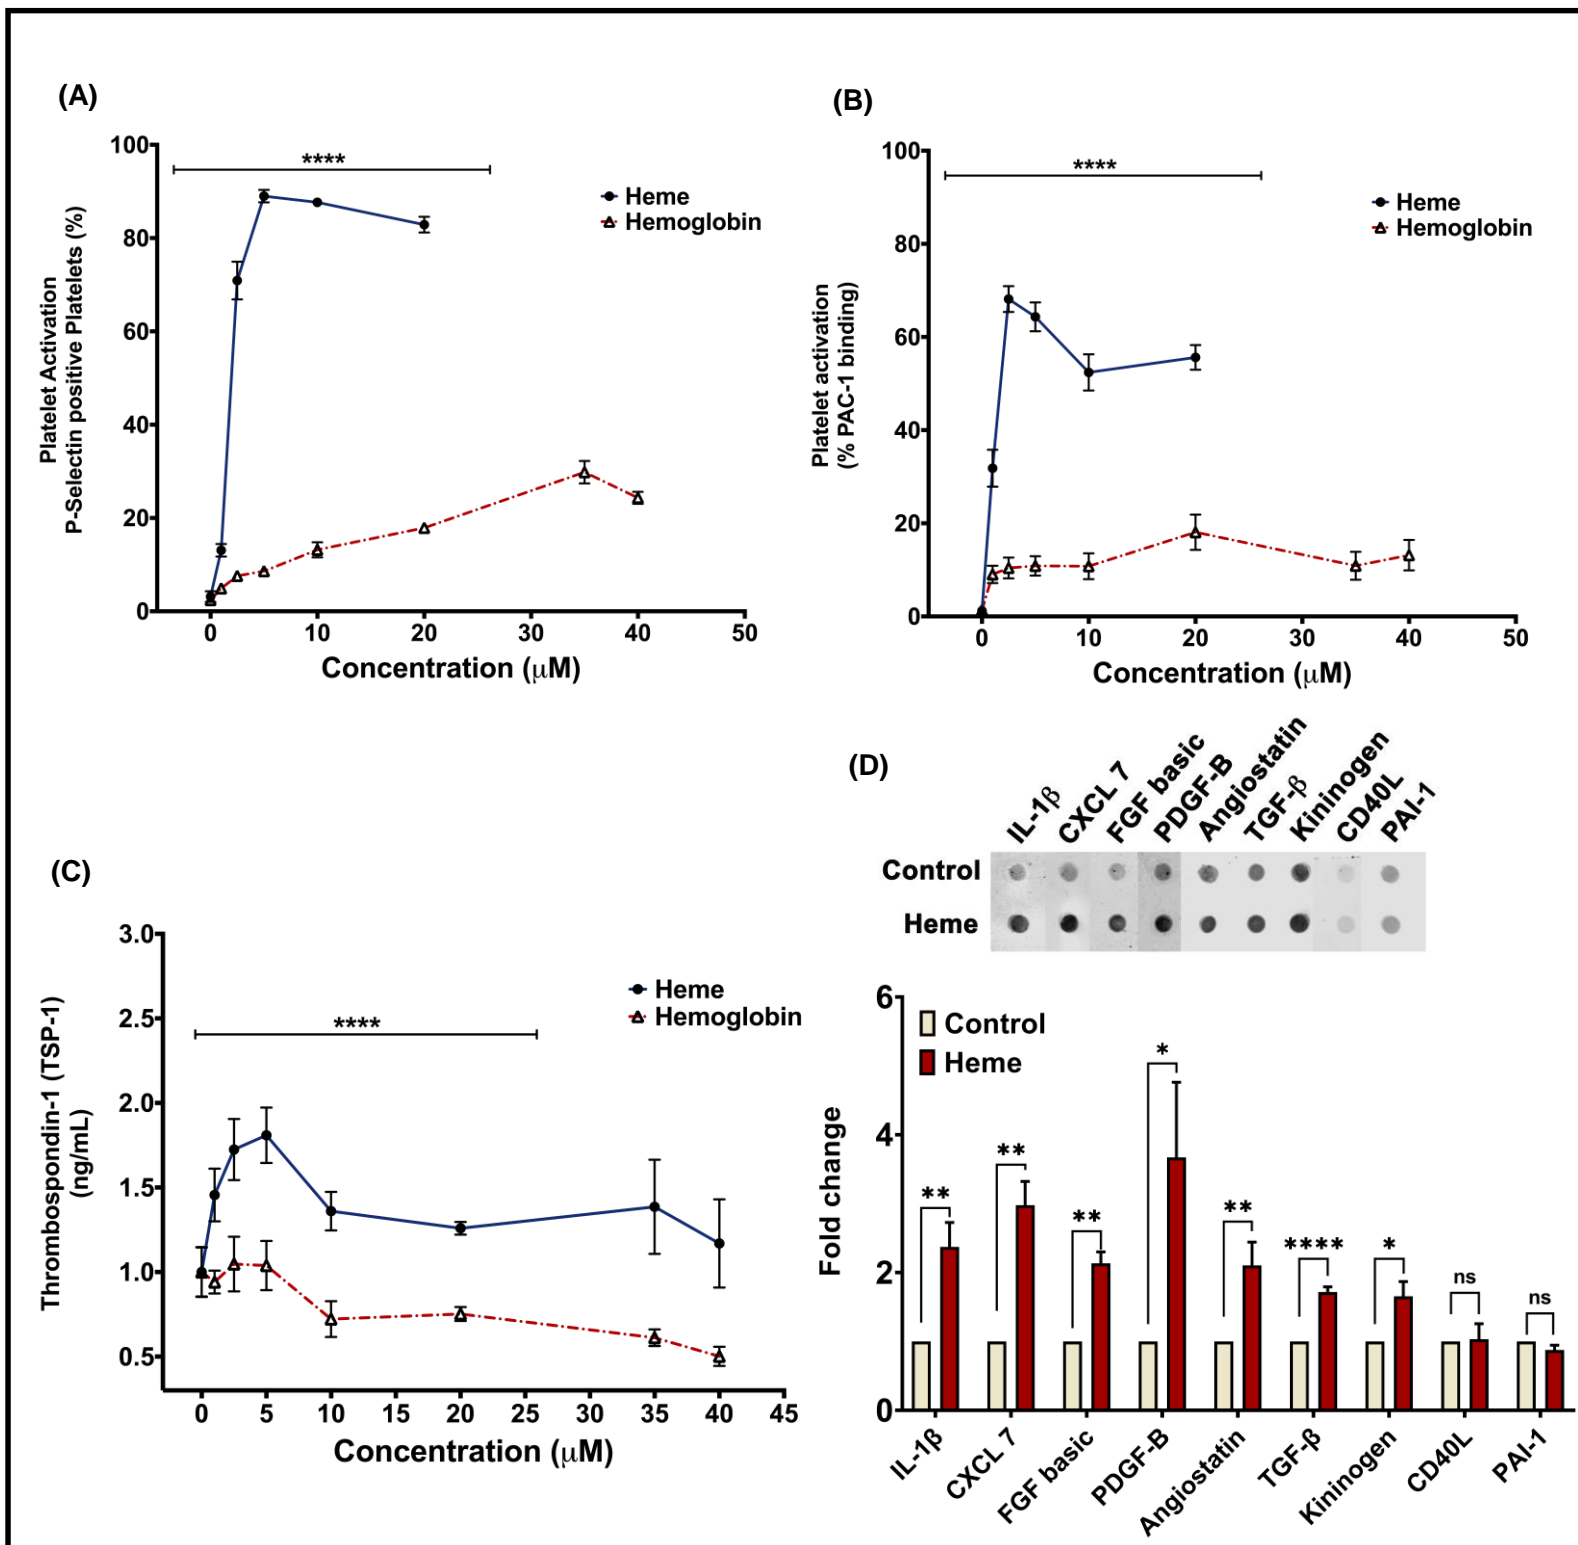 (A)
100
80
60
40
20
0
Platelet Activation
P-Selectin positive Platelets (%)
****
Heme
Hemoglobin
0 10 20 30 40 50
Concentration (μM)
(B)
100
80
60
40
20
0
Platelet activation
(% PAC-1 binding)
****
Heme
Hemoglobin
0 10 20 30 40 50
Concentration (μM)
(C)
3.0
2.5
2.0
1.5
1.0
0.5
Thrombospondin-1 (TSP-1)
(ng/mL)
****
Heme
Hemoglobin
0 5 10 15 20 25 30 35 40 45
Concentration (μM)
(D)
IL-1β CXCL 7 FGF basic PDGF-B Angiostatin TGF-β Kininogen CD40L PAI-1
Control
Heme
6
4
2
0
Fold change
Control
Heme
** ** ** * ** **** * ns ns
IL-1β CXCL 7 FGF basic PDGF-B Angiostatin TGF-β Kininogen CD40L PAI-1